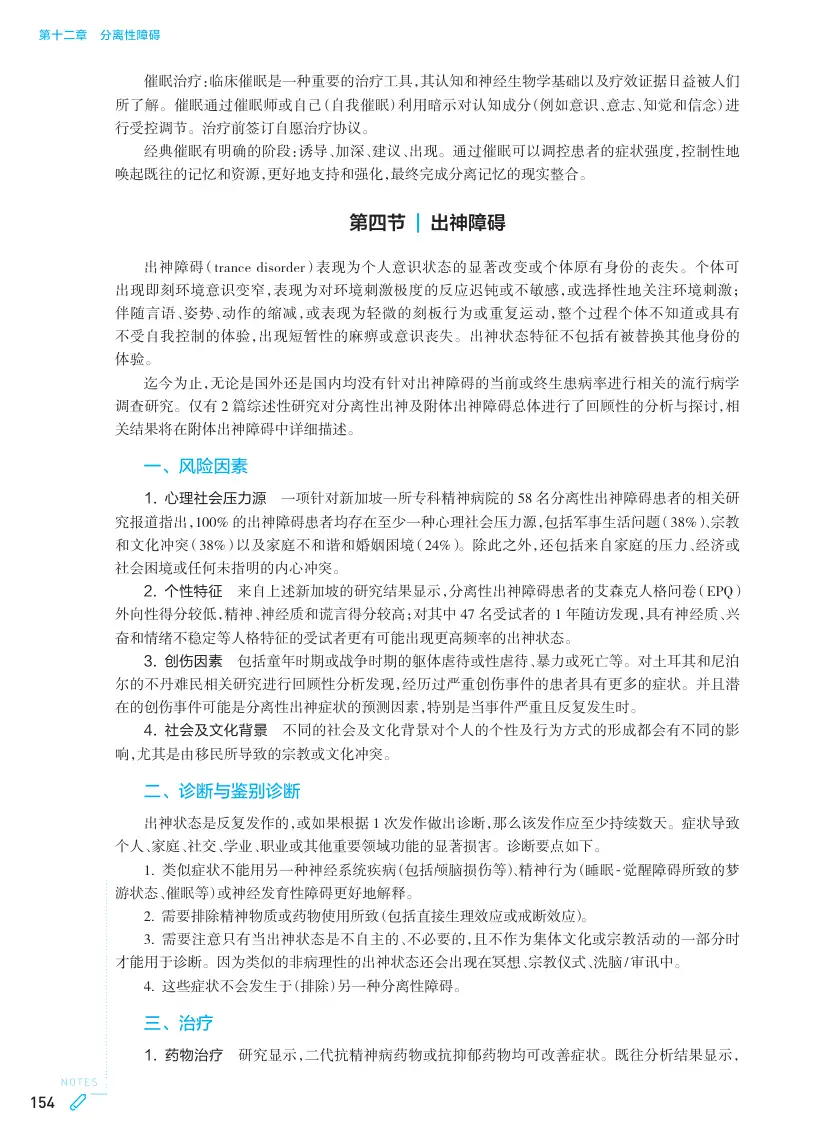 第十二章 分离性障碍
催眠治疗:临床催眠是一种重要的治疗工具,其认知和神经生物学基础以及疗效证据日益被人们
所了解。催眠通过催眠师或自己(自我催眠)利用暗示对认知成分(例如意识、意志、知觉和信念)进
行受控调节。治疗前签订自愿治疗协议。
经典催眠有明确的阶段:诱导、加深、建议、出现。通过催眠可以调控患者的症状强度,控制性地
唤起既往的记忆和资源,更好地支持和强化,最终完成分离记忆的现实整合。
第四节 | 出神障碍
出神障碍(trance disorder)表现为个人意识状态的显著改变或个体原有身份的丧失。个体可
出现即刻环境意识变窄,表现为对环境刺激极度的反应迟钝或不敏感,或选择性地关注环境刺激;
伴随言语、姿势、动作的缩减,或表现为轻微的刻板行为或重复运动,整个过程个体不知道或具有
不受自我控制的体验,出现短暂性的麻痹或意识丧失。出神状态特征不包括有被替换其他身份的
体验。
迄今为止,无论是国外还是国内均没有针对出神障碍的当前或终生患病率进行相关的流行病学
调查研究。仅有 2 篇综述性研究对分离性出神及附体出神障碍总体进行了回顾性的分析与探讨,相
关结果将在附体出神障碍中详细描述。
一、风险因素
1. 心理社会压力源 一项针对新加坡一所专科精神病院的 58 名分离性出神障碍患者的相关研
究报道指出,100% 的出神障碍患者均存在至少一种心理社会压力源,包括军事生活问题(38%)、宗教
和文化冲突(38%)以及家庭不和谐和婚姻困境(24%)。除此之外,还包括来自家庭的压力、经济或
社会困境或任何未指明的内心冲突。
2. 个性特征 来自上述新加坡的研究结果显示,分离性出神障碍患者的艾森克人格问卷(EPQ)
外向性得分较低,精神、神经质和谎言得分较高;对其中 47 名受试者的 1 年随访发现,具有神经质、兴
奋和情绪不稳定等人格特征的受试者更有可能出现更高频率的出神状态。
3. 创伤因素 包括童年时期或战争时期的躯体虐待或性虐待、暴力或死亡等。对土耳其和尼泊
尔的不丹难民相关研究进行回顾性分析发现,经历过严重创伤事件的患者具有更多的症状。并且潜
在的创伤事件可能是分离性出神症状的预测因素,特别是当事件严重且反复发生时。
4. 社会及文化背景 不同的社会及文化背景对个人的个性及行为方式的形成都会有不同的影
响,尤其是由移民所导致的宗教或文化冲突。
二、诊断与鉴别诊断
出神状态是反复发作的,或如果根据 1 次发作做出诊断,那么该发作应至少持续数天。症状导致
个人、家庭、社交、学业、职业或其他重要领域功能的显著损害。诊断要点如下。
1. 类似症状不能用另一种神经系统疾病(包括颅脑损伤等)、精神行为(睡眠-觉醒障碍所致的梦
游状态、催眠等)或神经发育性障碍更好地解释。
2. 需要排除精神物质或药物使用所致(包括直接生理效应或戒断效应)。
3. 需要注意只有当出神状态是不自主的、不必要的,且不作为集体文化或宗教活动的一部分时
才能用于诊断。因为类似的非病理性的出神状态还会出现在冥想、宗教仪式、洗脑/审讯中。
4. 这些症状不会发生于(排除)另一种分离性障碍。
三、治疗
1. 药物治疗 研究显示,二代抗精神病药物或抗抑郁药物均可改善症状。既往分析结果显示,
NOTES
154